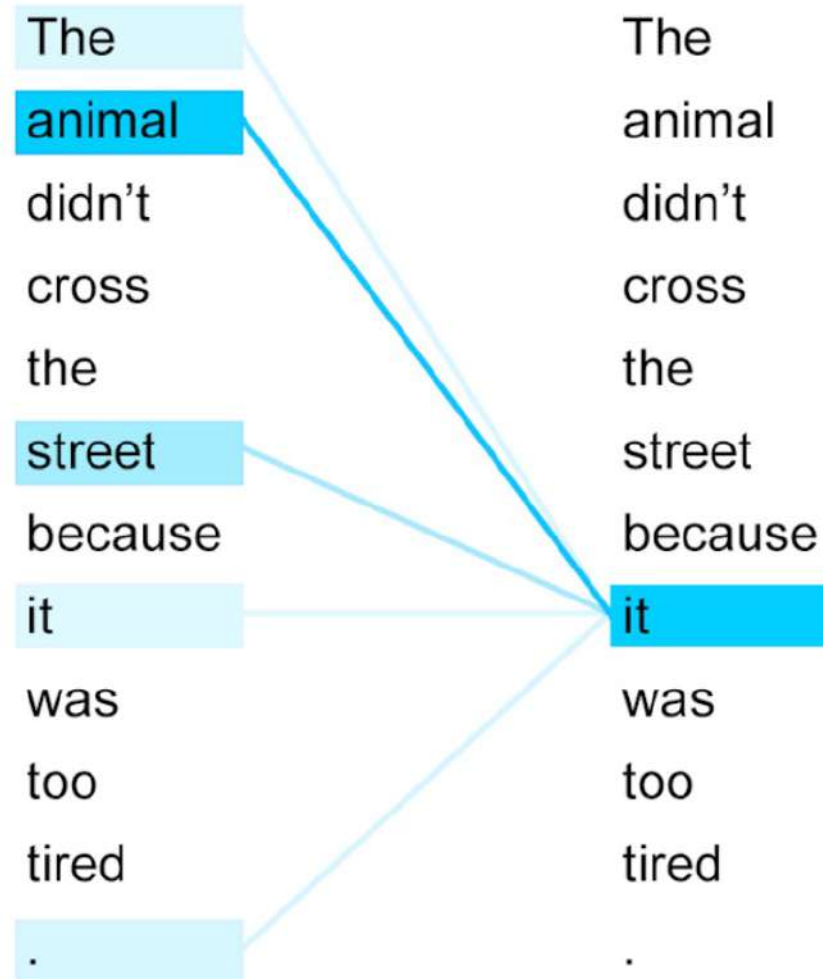 The
animal
didn’t
cross
the
street
because
it
was
too
tired
.
The
animal
didn’t
cross
the
street
because
it
was
too
tired
.